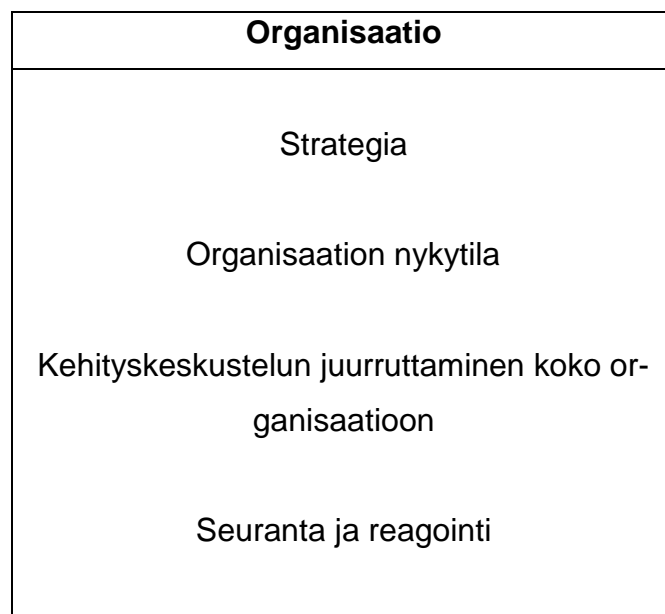 Organisaatio
Strategia
Organisaation nykytila
Kehityskeskustelun juurruttaminen koko or-
ganisaatioon
Seuranta ja reagointi